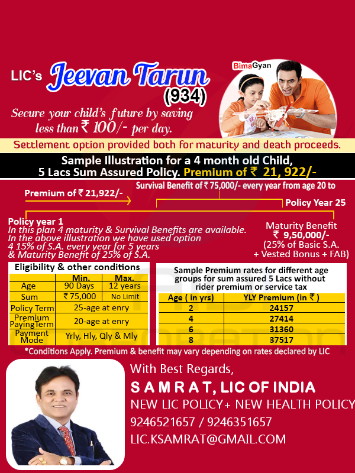 LIC's Jeevan Tarun
(934)
BimaGyan
Secure your child's future by saving
less than ₹ 100/- per day.
Settlement option provided both for maturity and death proceeds.
Sample Illustration for a 4 month old Child,
5 Lacs Sum Assured Policy. Premium of ₹ 21, 922/-
Survival Benefit of ₹ 75,000/- every year from age 20 to
Premium of ₹ 21,922/-
Policy Year 25
Policy year 1
In this plan 4 maturity & Survival Benefits are available.
In the above illustration we have used option
4 15% of S.A. every year for 5 years
& Maturity Benefit of 25% of S.A.
Maturity Benefit
₹ 9,50,000/-
(25% of Basic S.A.
+ Vested Bonus + FAB)
Eligibility & other conditions
Min. Max.
Age 90 Days 12 years
Sum ₹ 75,000 No Limit
Policy Term 25-age at enry
Premium PayingTerm 20-age at enry
Payment Mode Yrly, Hly, Qly & Mly
Sample Premium rates for different age
groups for sum assured 5 Lacs without
rider premium or service tax
Age ( in yrs) YLY Premium (in ₹ )
2 24157
4 27414
6 31360
8 37517
*Conditions Apply. Premium & benefit may vary depending on rates declared by LIC
With Best Regards,
S A M R A T, LIC OF INDIA
NEW LIC POLICY+ NEW HEALTH POLICY
9246521657 / 9246351657
LIC.KSAMRAT@GMAIL.COM